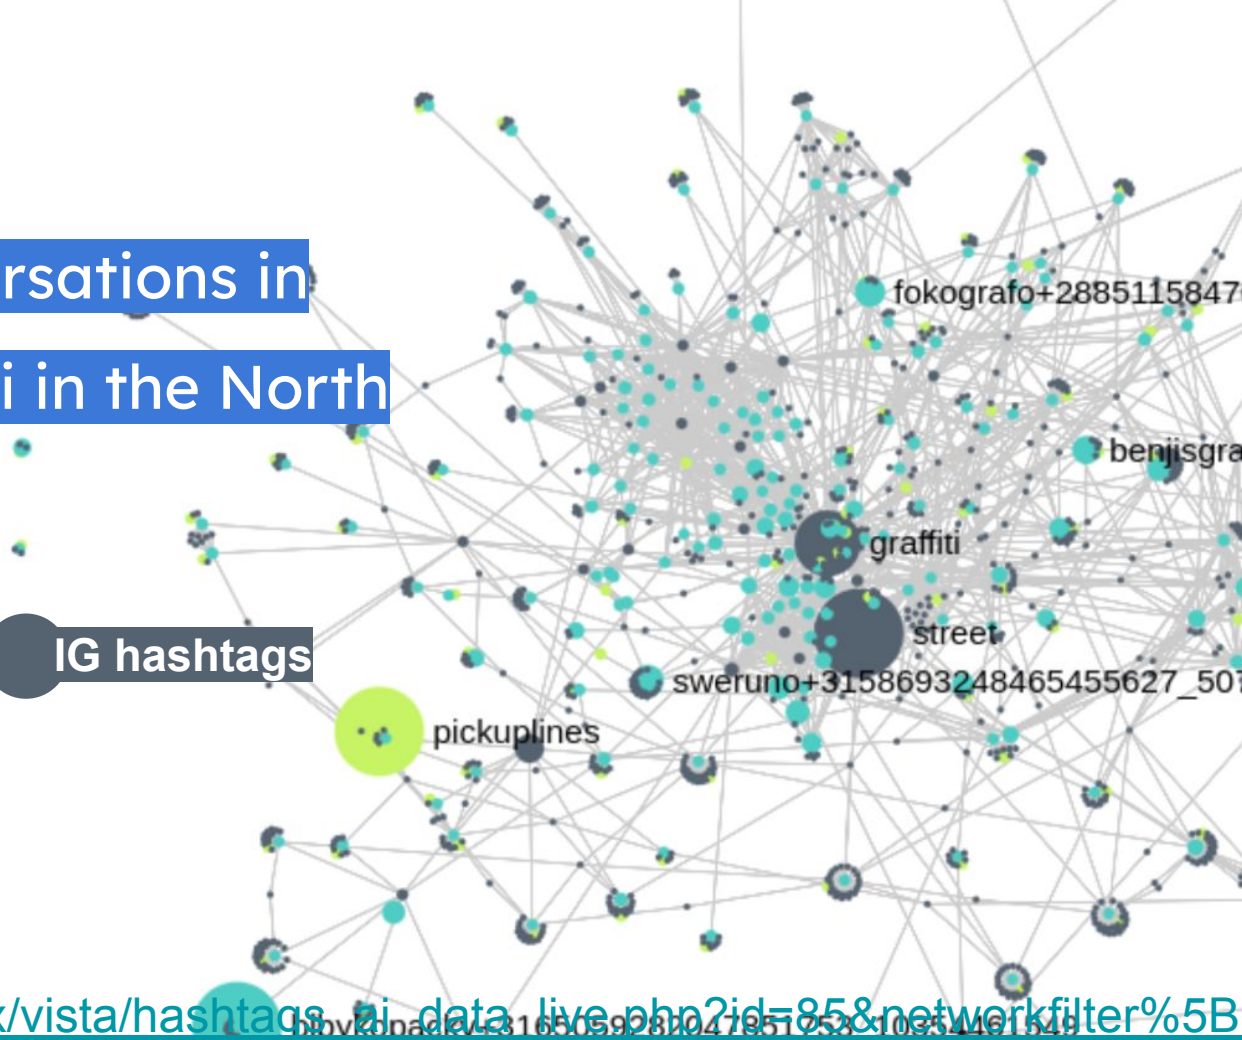 rsations in
fokografo+288511584
i in the North
benjisgra
graffiti
street
IG hashtags
sweruno+3158693248465455627_507
pickuplines
x/vista/hashtags_ai_data_live.php?id=85&networkfilter%5B